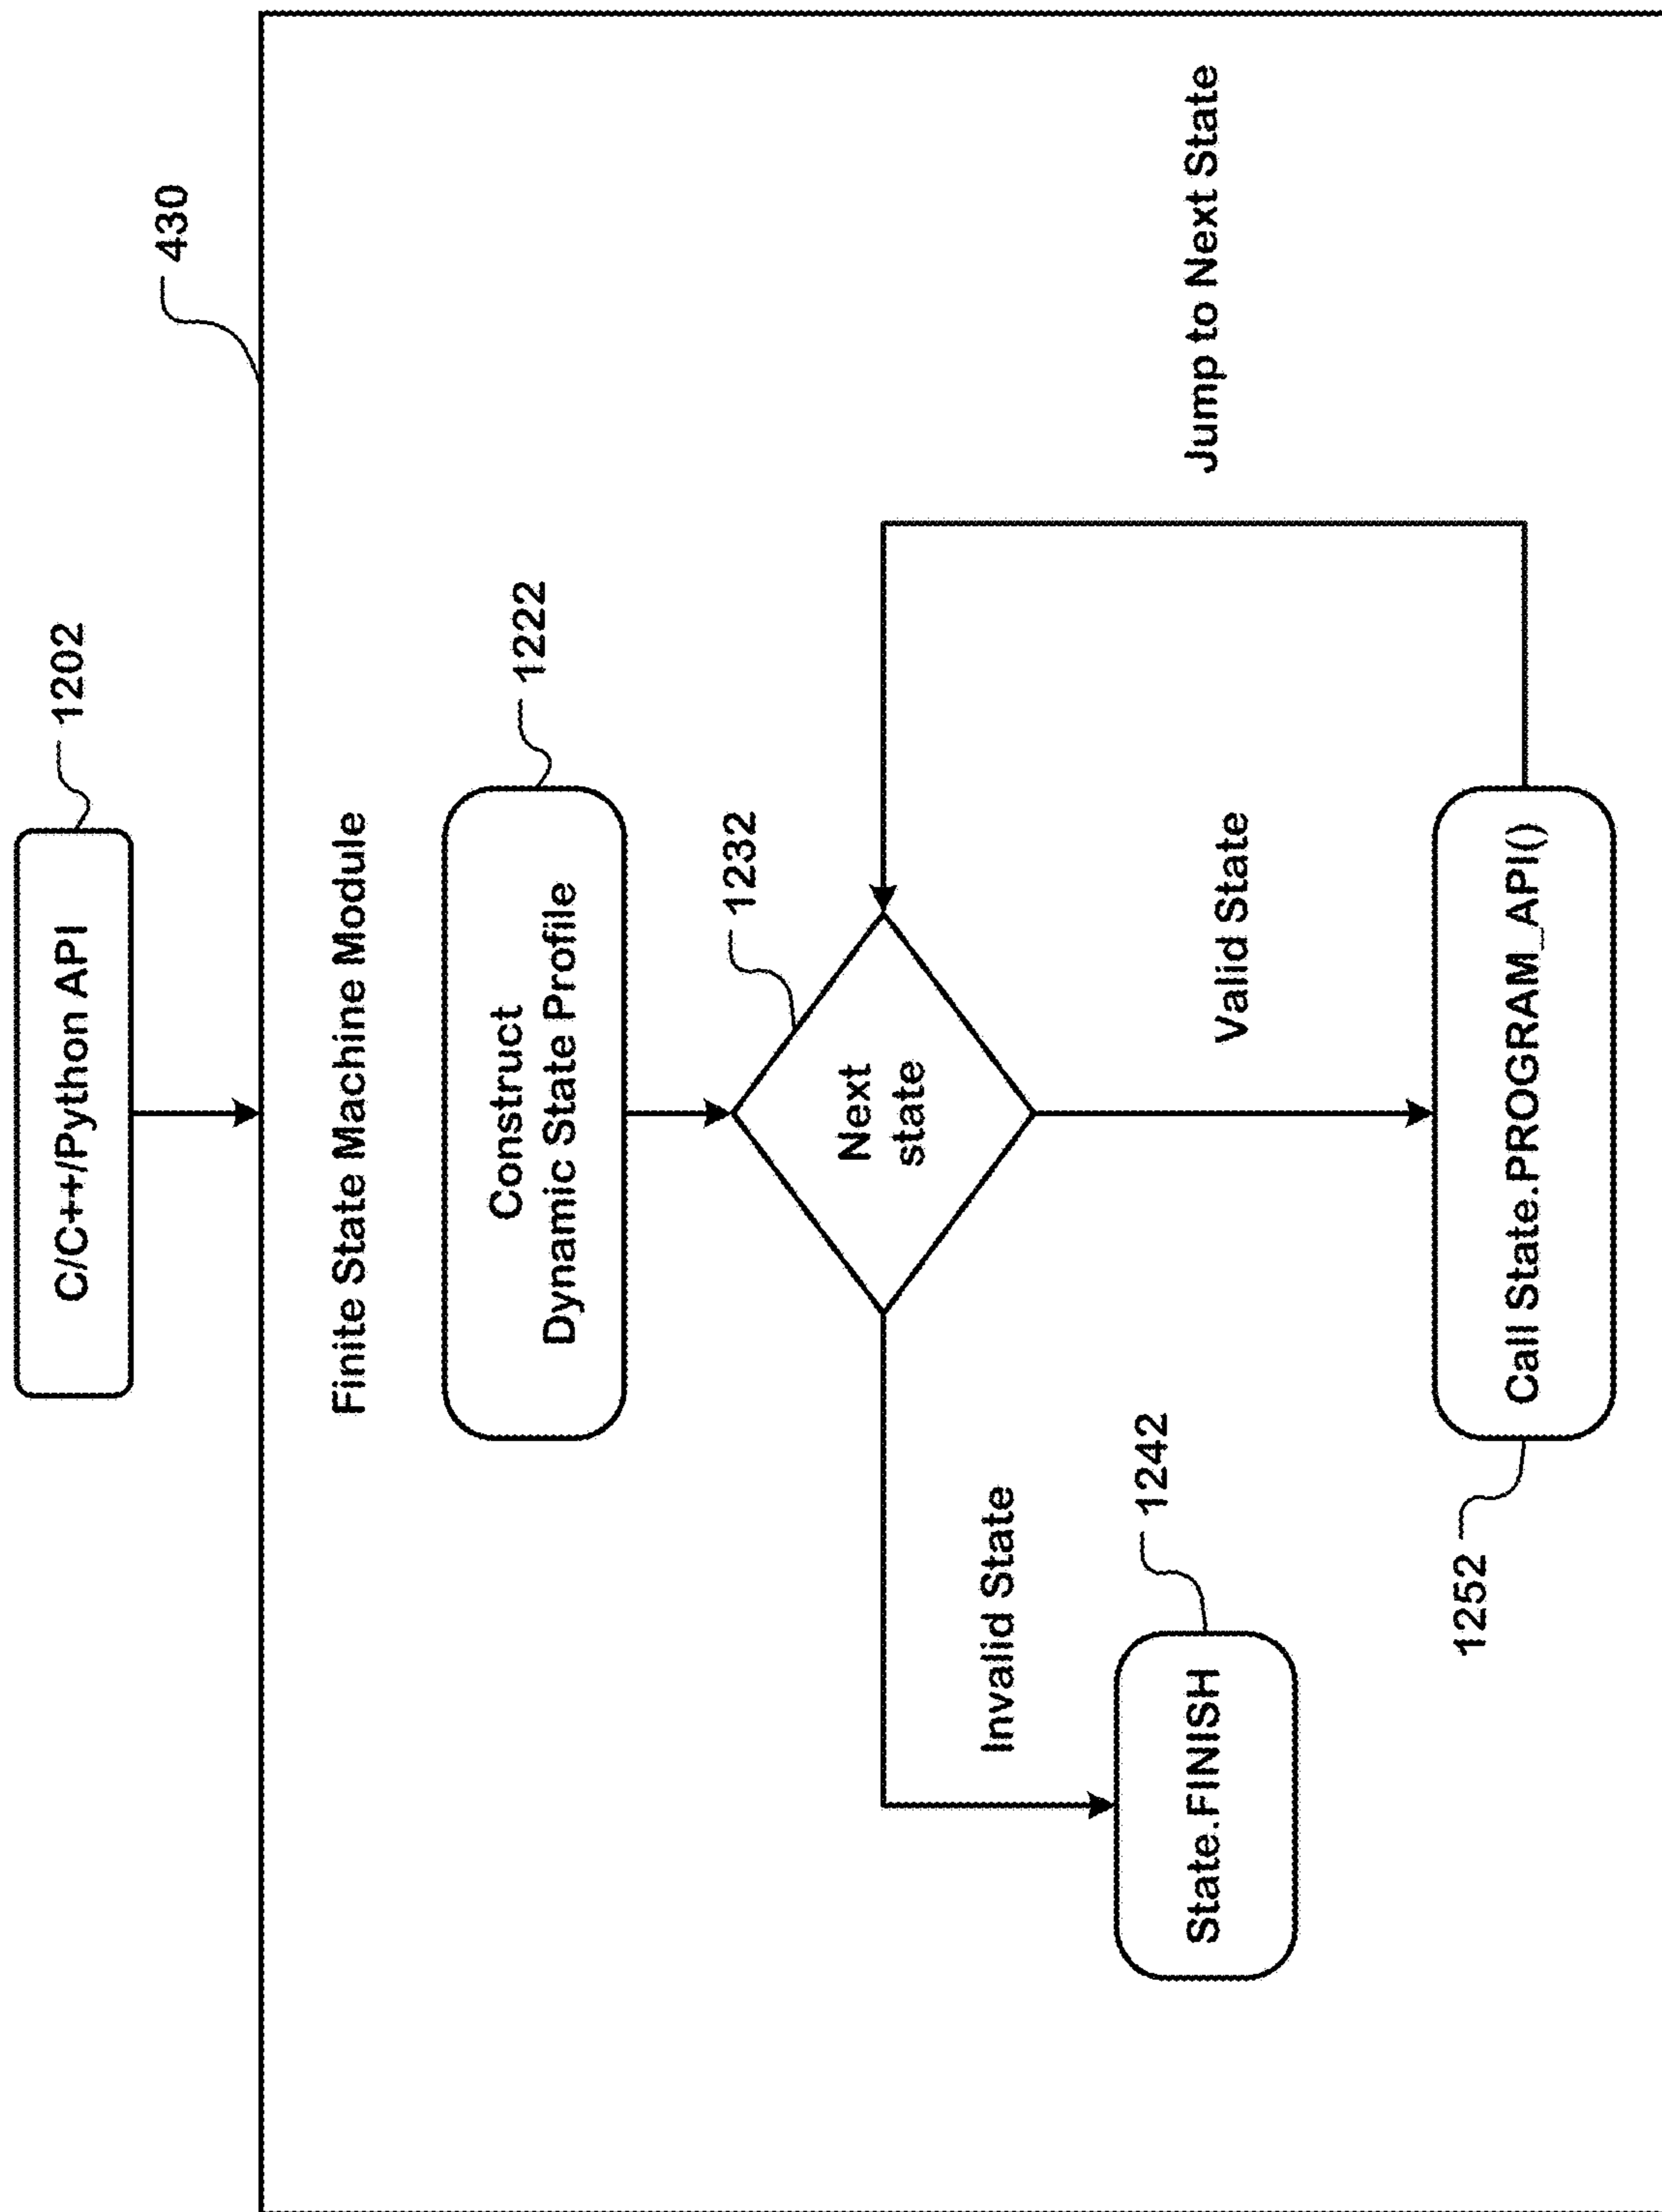 C/C++/Python API
1202
430
Finite State Machine Module
Construct
Dynamic State Profile
1222
1232
Next
state
Invalid State
Valid State
Jump to Next State
State.FINISH
1242
Call State.PROGRAM_API()
1252